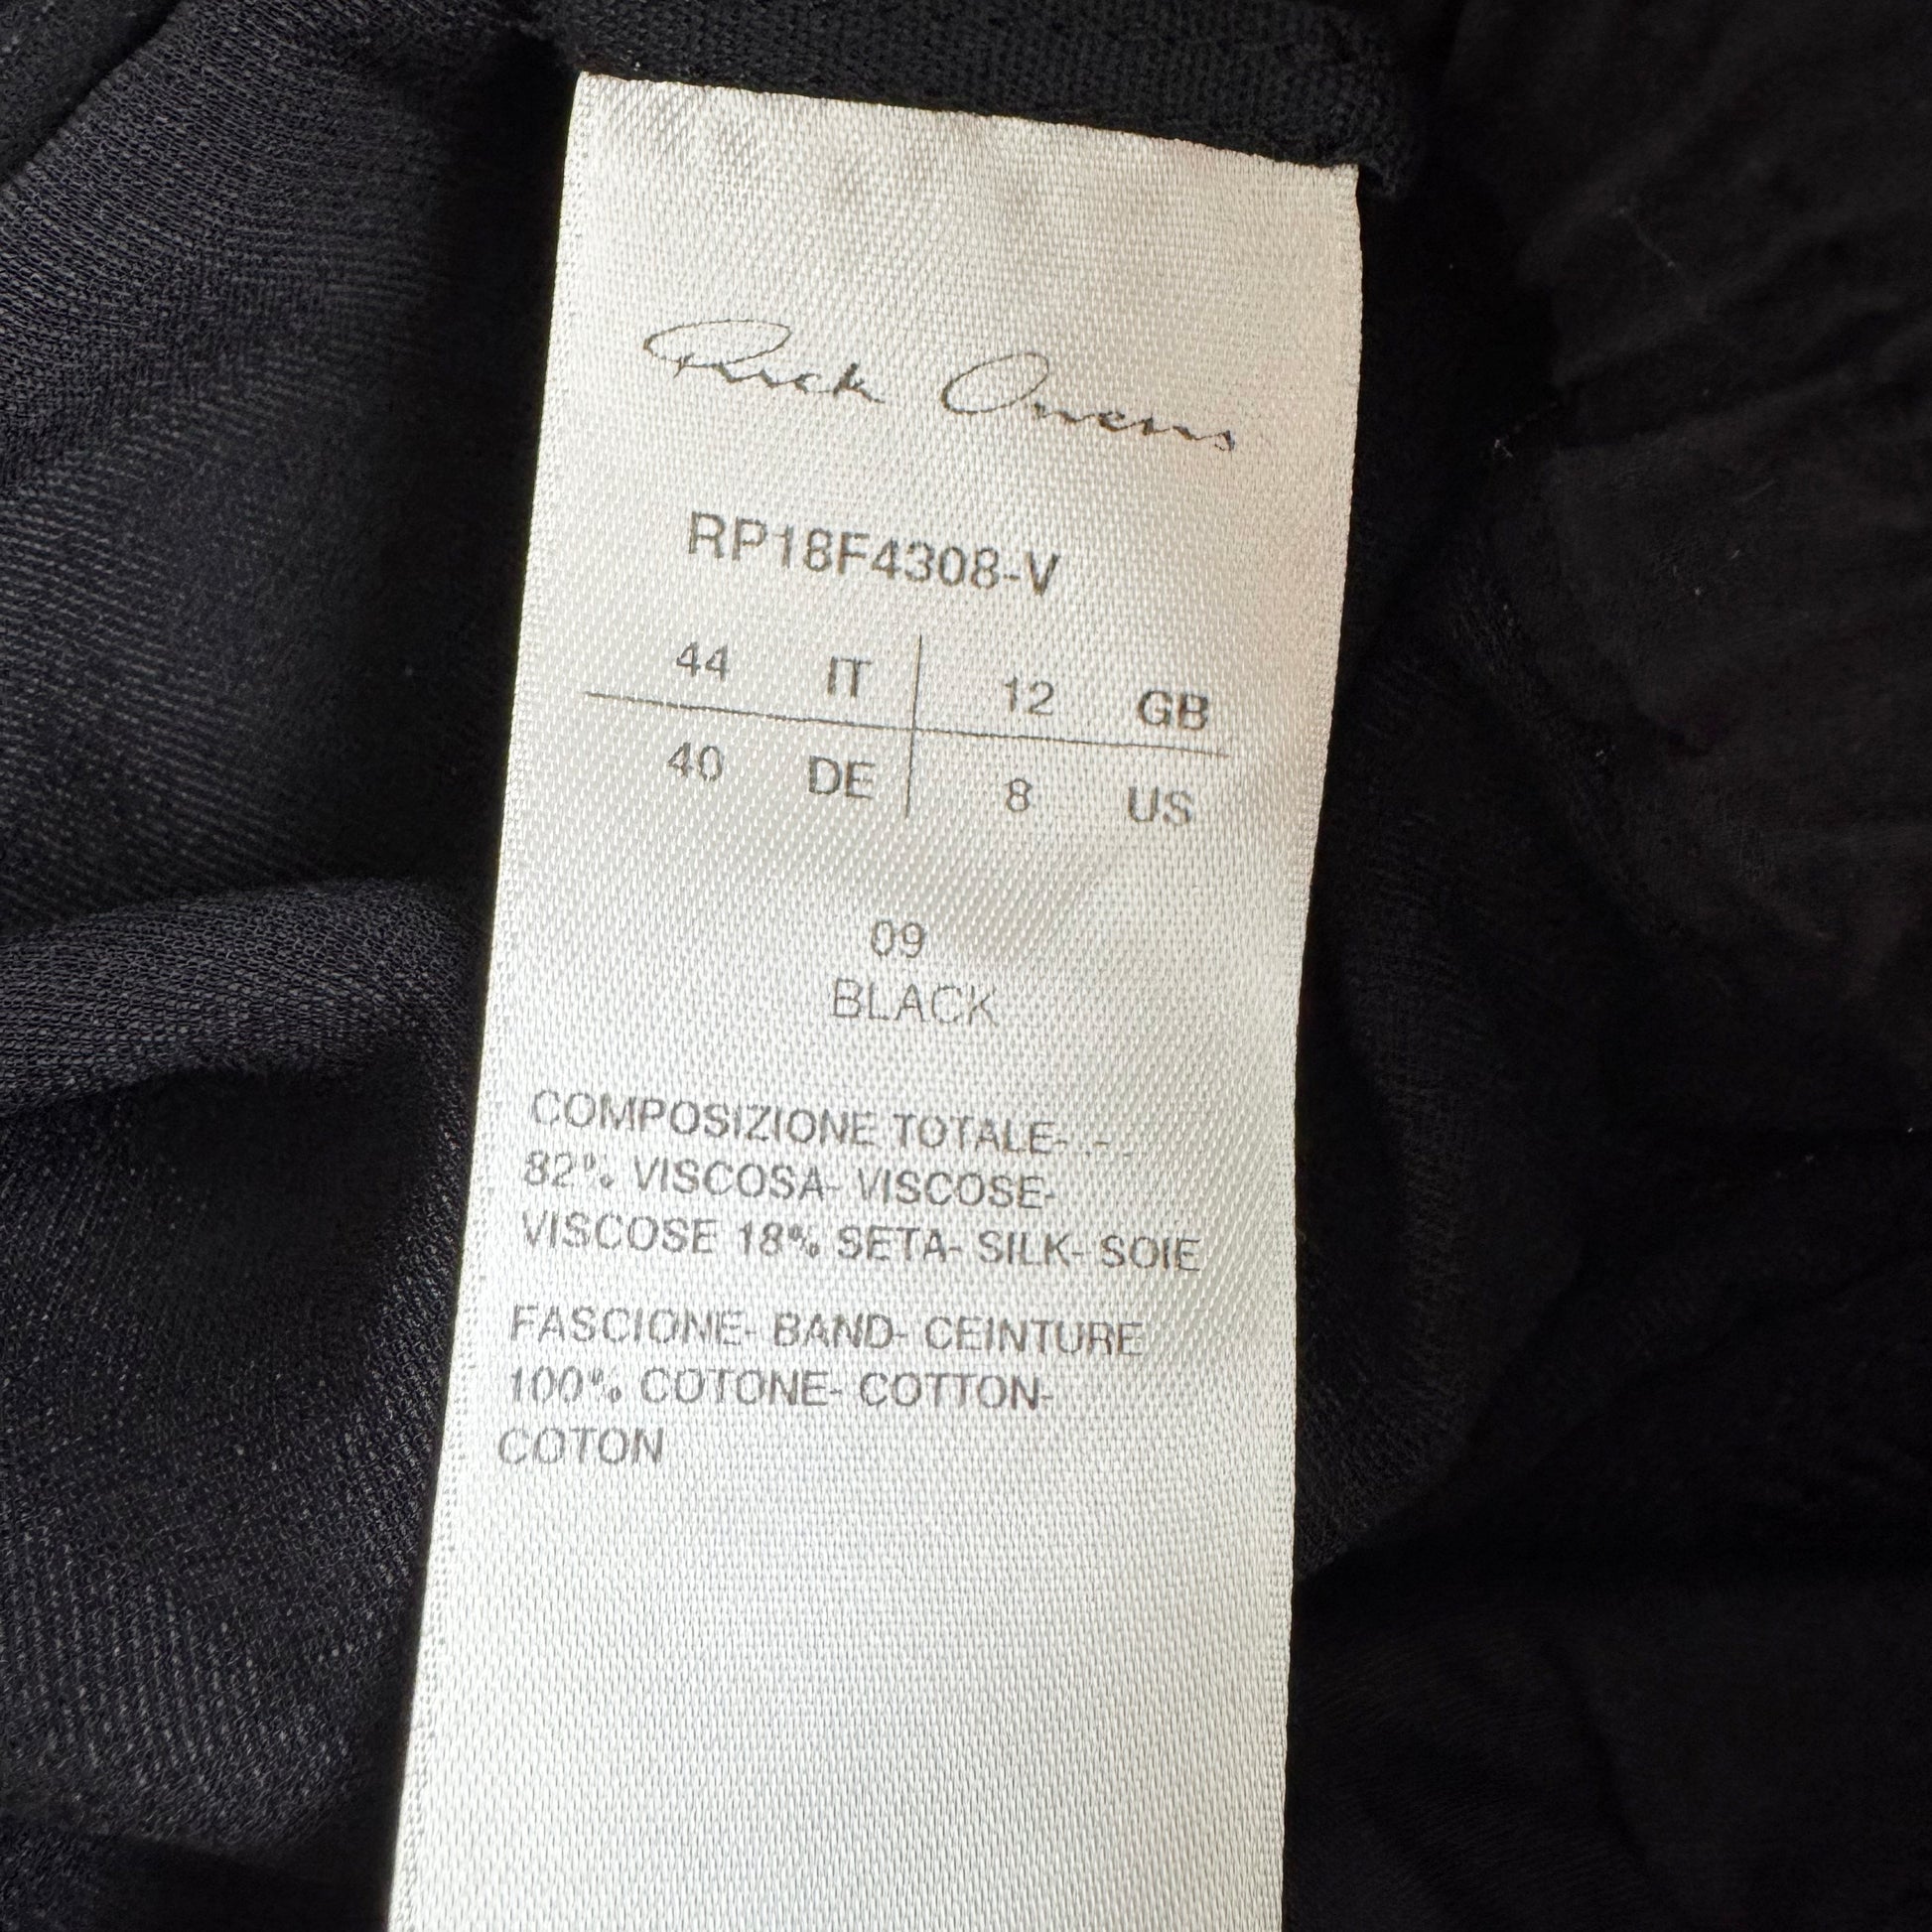 Rick Owens
RP18F4308-V
44 IT 12 GB
40 DE 8 US
09
BLACK
COMPOSIZIONE TOTALE- .-
82% VISCOSA- VISCOSE-
VISCOSE 18% SETA- SILK- SOIE
FASCIONE- BAND- CEINTURE
100% COTONE- COTTON-
COTON